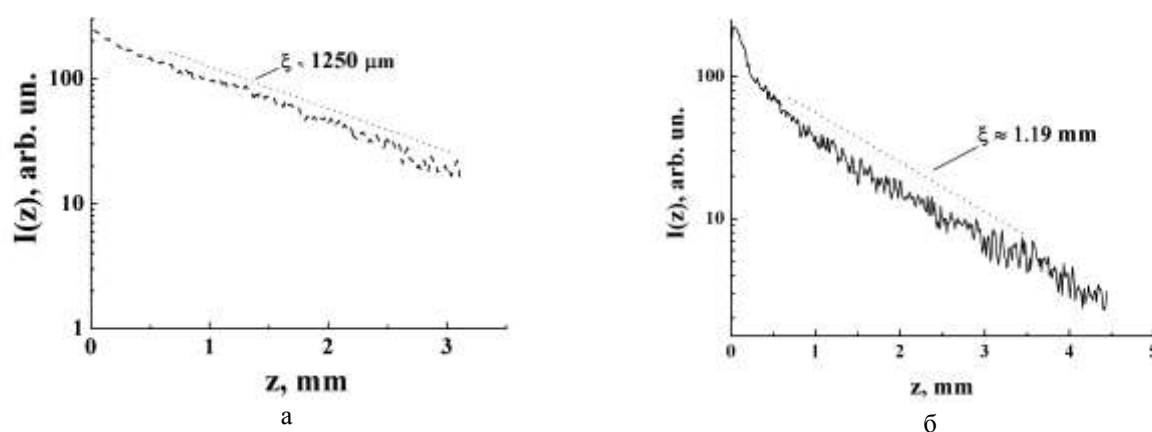 I(z), arb. un.
100
10
1
0
1
2
3
z, mm
ξ ~ 1250 μm
а
I(z), arb. un.
100
10
0
1
2
3
4
5
z, mm
ξ ≈ 1.19 mm
б